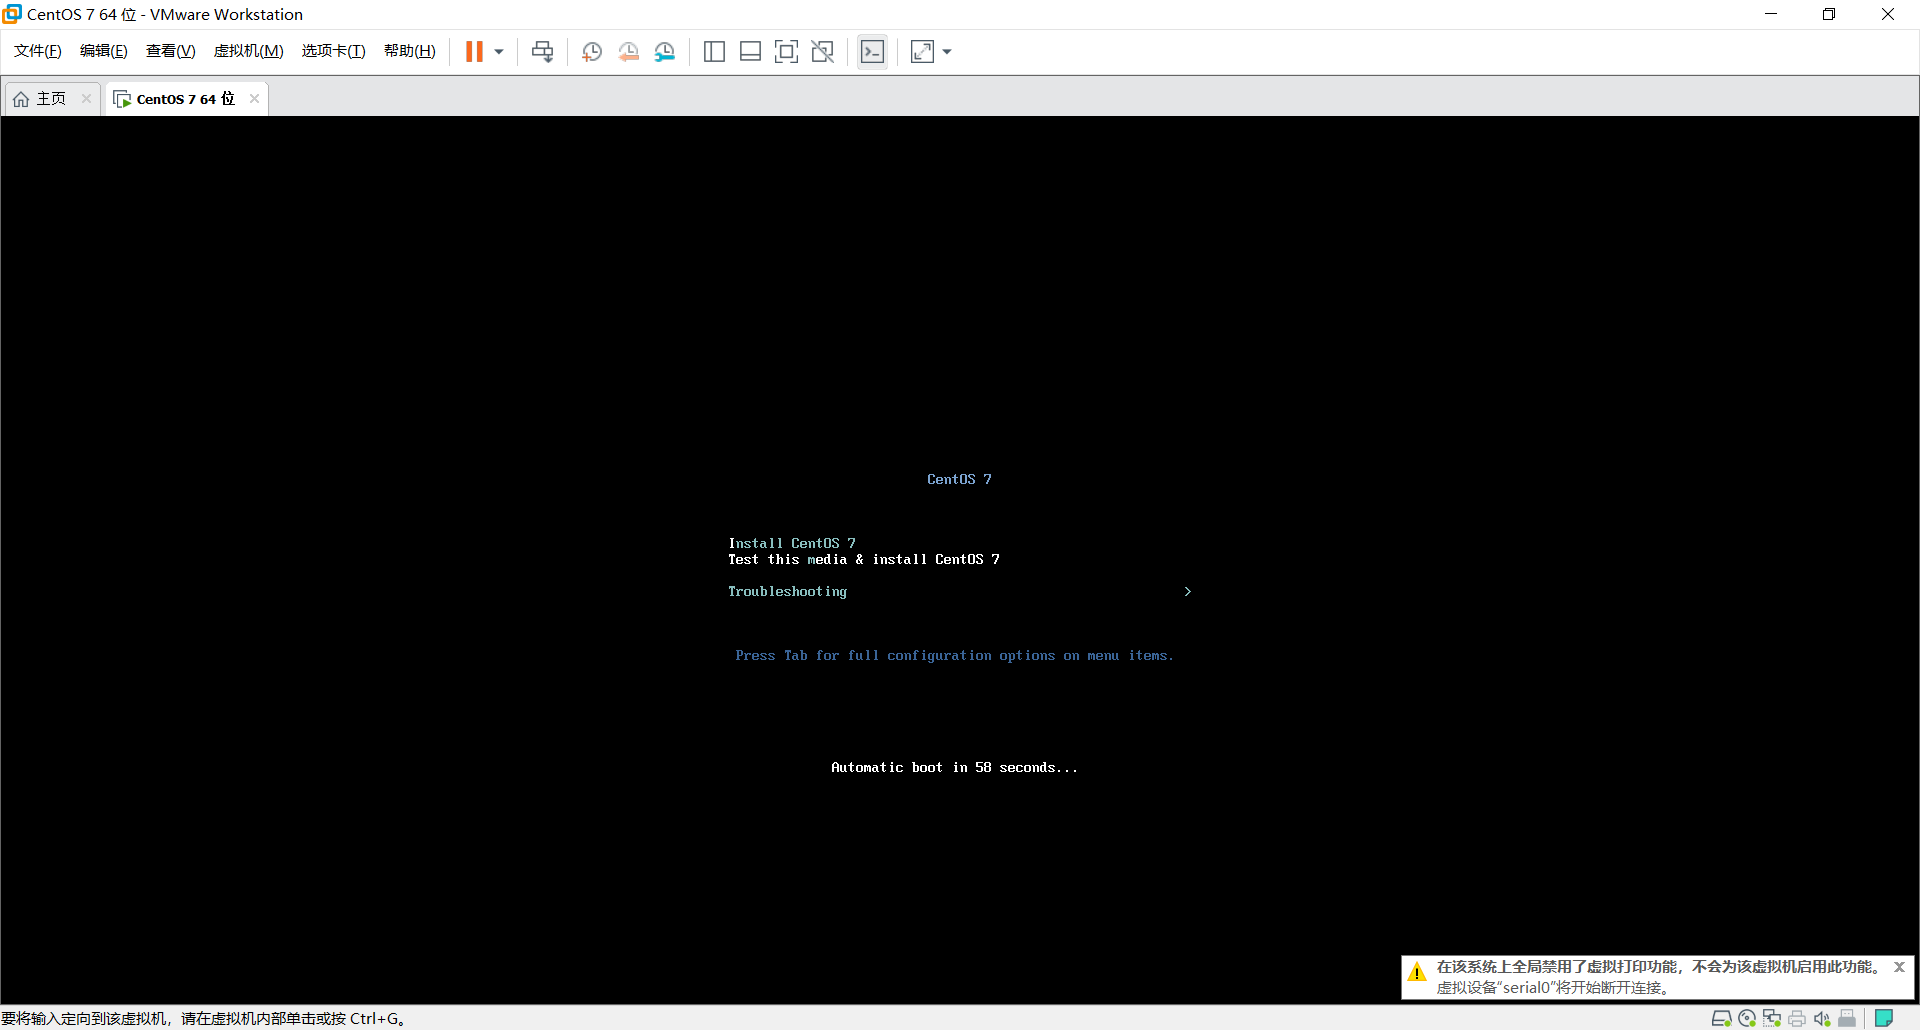 CentOS 7 64 位 - VMware Workstation
文件(F) 编辑(E) 查看(V) 虚拟机(M) 选项卡(T) 帮助(H)
主页 CentOS 7 64 位
CentOS 7
Install CentOS 7
Test this media & install CentOS 7
Troubleshooting >
Press Tab for full configuration options on menu items.
Automatic boot in 58 seconds...
在该系统上全局禁用了虚拟打印功能，不会为该虚拟机启用此功能。
虚拟设备“serial0”将开始断开连接。
要将输入定向到该虚拟机，请在虚拟机内部单击或按 Ctrl+G。